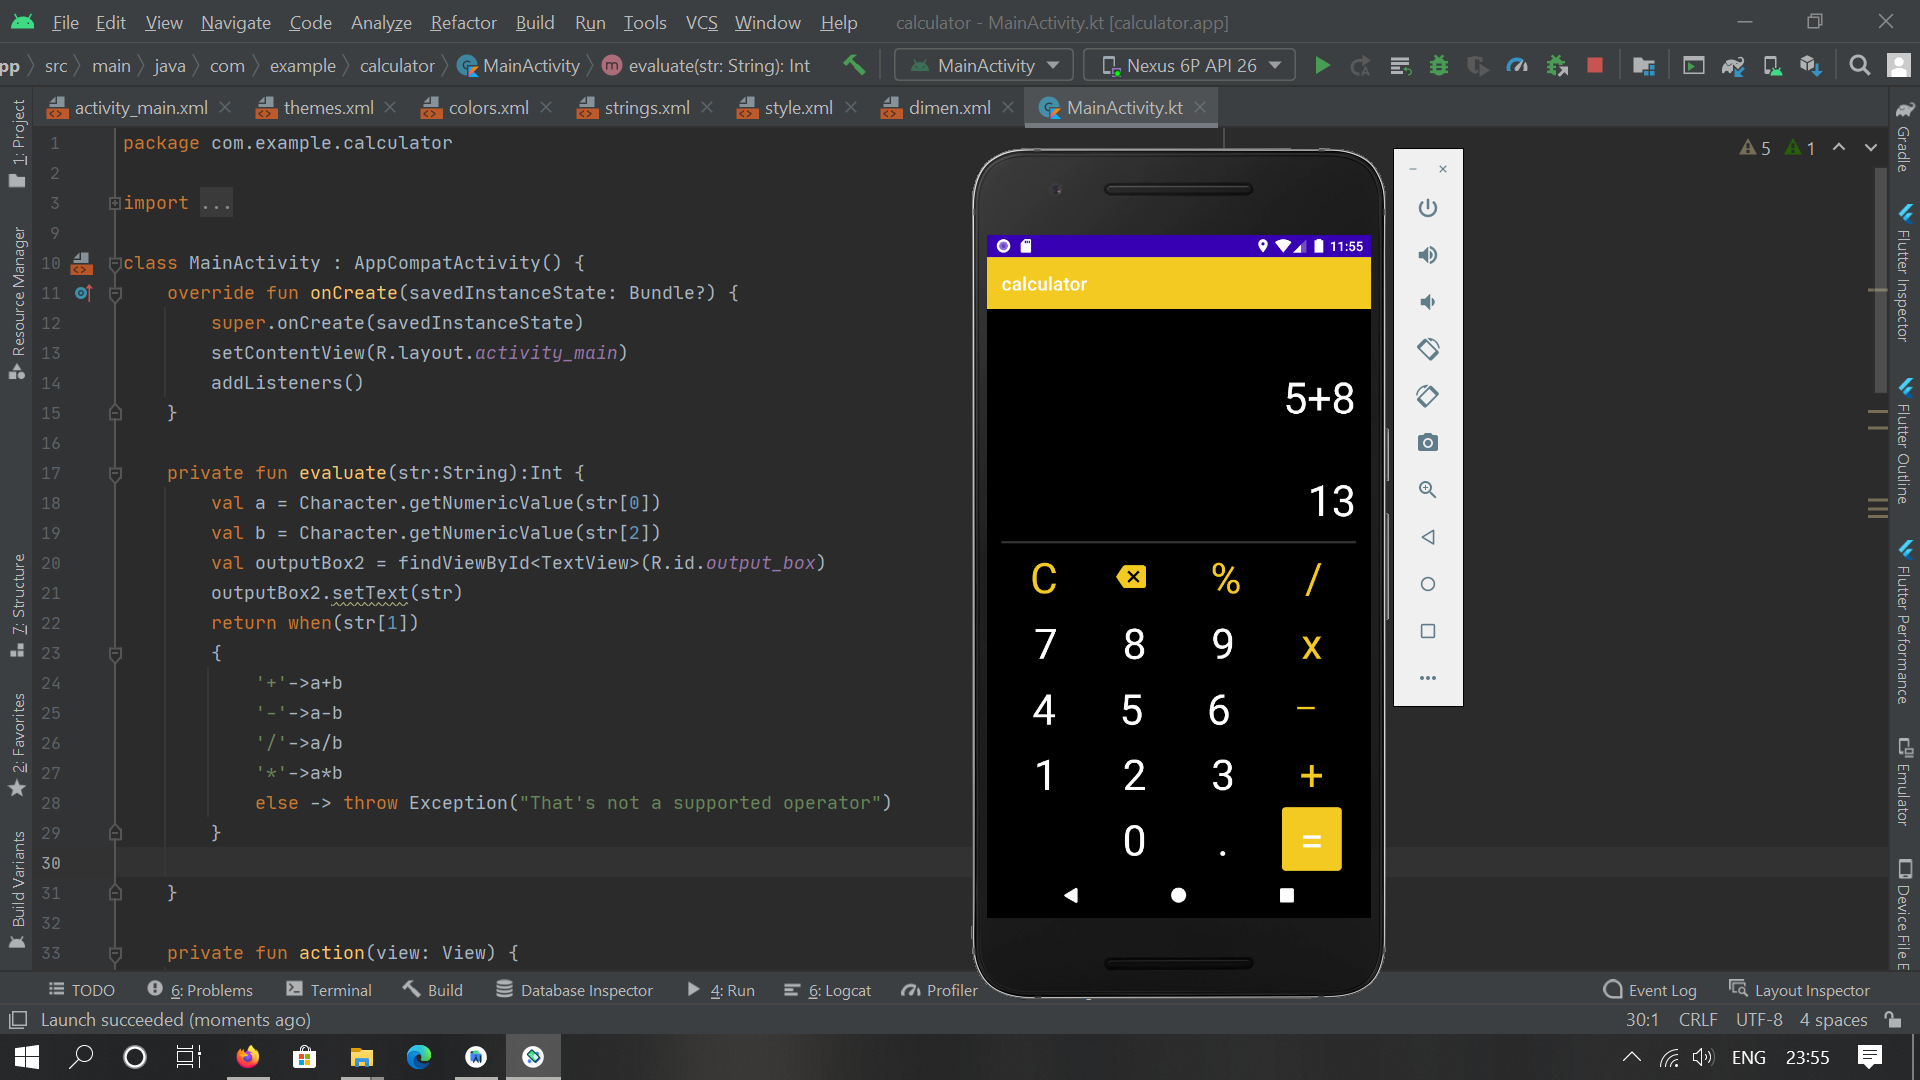 File Edit View Navigate Code Analyze Refactor Build Run Tools VCS Window Help calculator - MainActivity.kt [calculator.app]
pp src main java com example calculator MainActivity evaluate(str: String): Int MainActivity Nexus 6P API 26
activity_main.xml themes.xml colors.xml strings.xml style.xml dimen.xml MainActivity.kt
5 1
1 package com.example.calculator
2
3 import ...
9
10 class MainActivity : AppCompatActivity() {
11 override fun onCreate(savedInstanceState: Bundle?) {
12 super.onCreate(savedInstanceState)
13 setContentView(R.layout.activity_main)
14 addListeners()
15 }
16
17 private fun evaluate(str:String):Int {
18 val a = Character.getNumericValue(str[0])
19 val b = Character.getNumericValue(str[2])
20 val outputBox2 = findViewById<TextView>(R.id.output_box)
21 outputBox2.setText(str)
22 return when(str[1])
23 {
24 '+'->a+b
25 '-'->a-b
26 '/'->a/b
27 '*'->a*b
28 else -> throw Exception("That's not a supported operator")
29 }
30
31 }
32
33 private fun action(view: View) {
1: Project
Resource Manager
7: Structure
2: Favorites
Build Variants
11:55
calculator
5+8
13
C % /
7 8 9 x
4 5 6 −
1 2 3 +
0 . =
Gradle
Flutter Inspector
Flutter Outline
Flutter Performance
Emulator
Device File E
TODO 6: Problems Terminal Build Database Inspector 4: Run 6: Logcat Profiler Event Log Layout Inspector
Launch succeeded (moments ago) 30:1 CRLF UTF-8 4 spaces
ENG 23:55